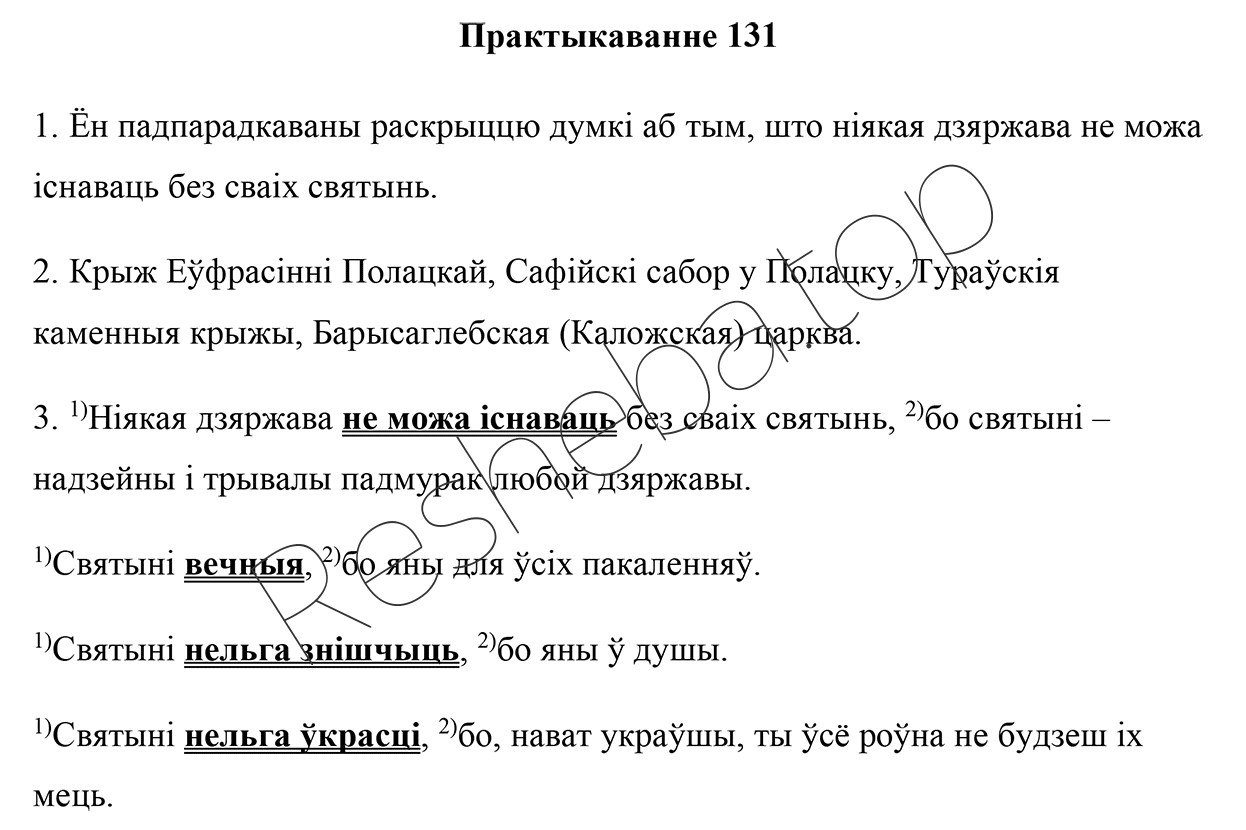 Практыкаванне 131
1. Ён падпарадкаваны раскрыццю думкі аб тым, што ніякая дзяржава не можа
існаваць без сваіх святынь.
2. Крыж Еўфрасінні Полацкай, Сафійскі сабор у Полацку, Тураўскія
каменныя крыжы, Барысаглебская (Каложская) царква.
3. 1)Ніякая дзяржава не можа існаваць без сваіх святынь, 2)бо святыні –
надзейны і трывалы падмурак любой дзяржавы.
1)Святыні вечныя, 2)бо яны для ўсіх пакаленняў.
1)Святыні нельга знішчыць, 2)бо яны ў душы.
1)Святыні нельга ўкрасці, 2)бо, нават украўшы, ты ўсё роўна не будзеш іх
мець.
Resheba top